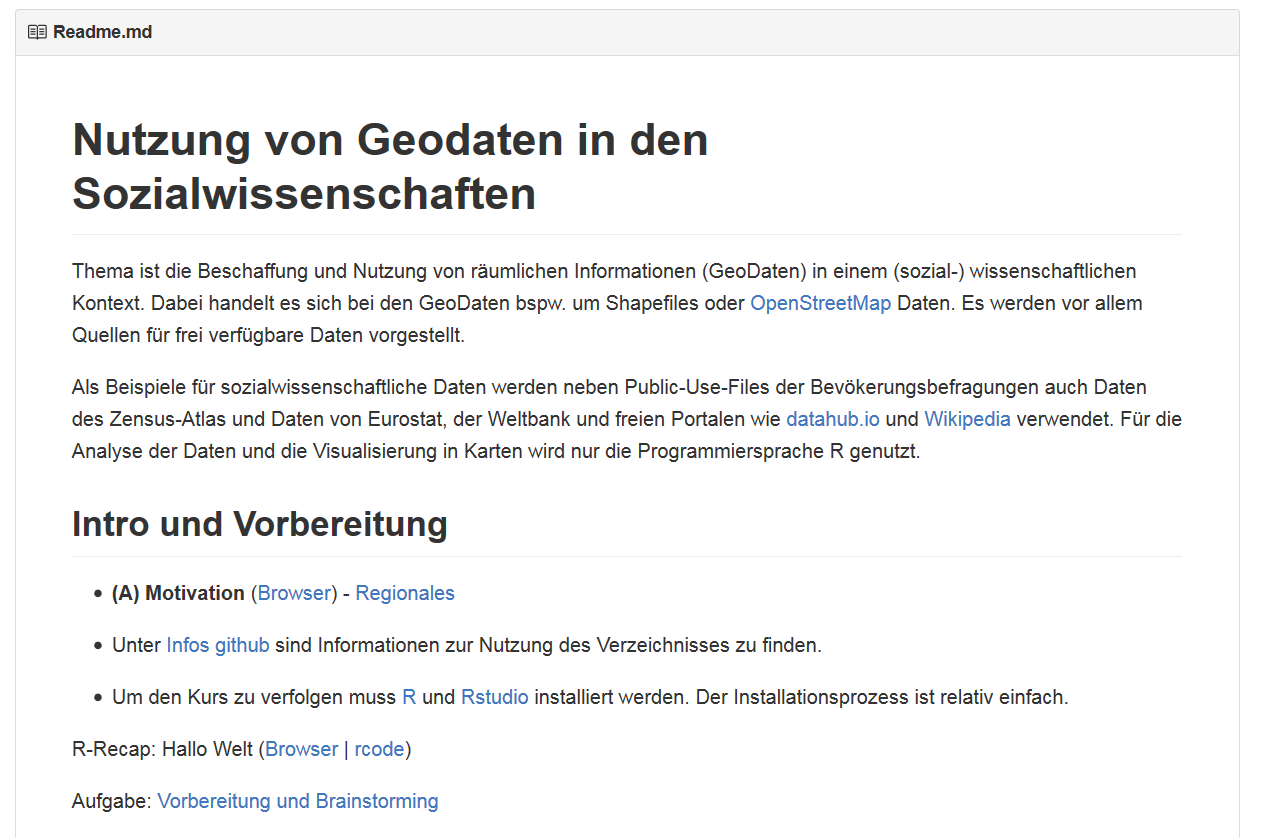 Readme.md
Nutzung von Geodaten in den
Sozialwissenschaften
Thema ist die Beschaffung und Nutzung von räumlichen Informationen (GeoDaten) in einem (sozial-) wissenschaftlichen
Kontext. Dabei handelt es sich bei den GeoDaten bspw. um Shapefiles oder OpenStreetMap Daten. Es werden vor allem
Quellen für frei verfügbare Daten vorgestellt.
Als Beispiele für sozialwissenschaftliche Daten werden neben Public-Use-Files der Bevökerungsbefragungen auch Daten
des Zensus-Atlas und Daten von Eurostat, der Weltbank und freien Portalen wie datahub.io und Wikipedia verwendet. Für die
Analyse der Daten und die Visualisierung in Karten wird nur die Programmiersprache R genutzt.
Intro und Vorbereitung
• (A) Motivation (Browser) - Regionales
• Unter Infos github sind Informationen zur Nutzung des Verzeichnisses zu finden.
• Um den Kurs zu verfolgen muss R und Rstudio installiert werden. Der Installationsprozess ist relativ einfach.
R-Recap: Hallo Welt (Browser | rcode)
Aufgabe: Vorbereitung und Brainstorming